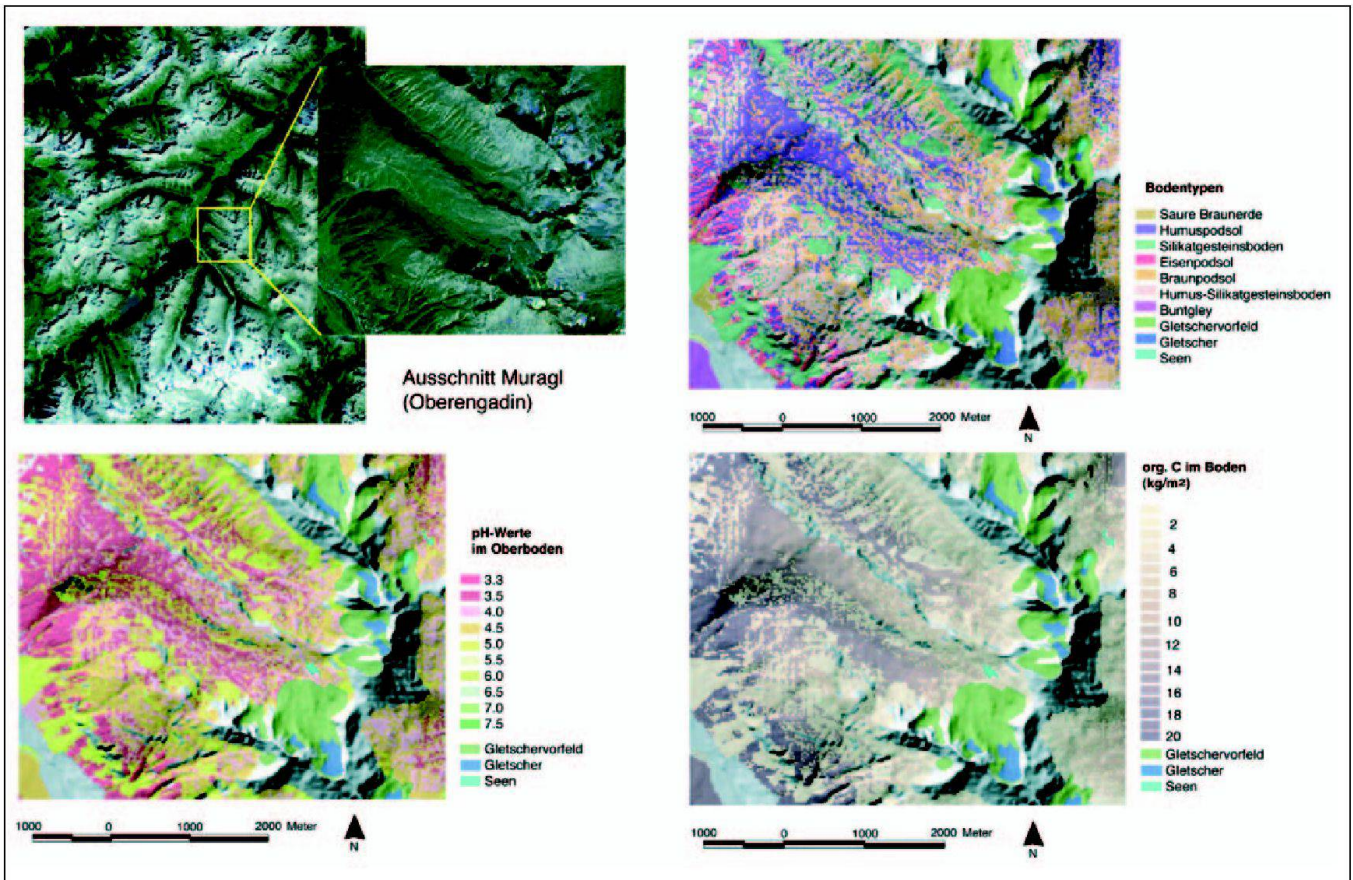 Ausschnitt Muragl
(Oberengadin)
Bodentypen
Saure Braunerde
Humuspodsol
Silikatgesteinsboden
Eisenpodsol
Braunpodsol
Humus-Silikatgesteinsboden
Buntgley
Gletschervorfeld
Gletscher
Seen
1000 0 1000 2000 Meter
N
pH-Werte
im Oberboden
3.3
3.5
4.0
4.5
5.0
5.5
6.0
6.5
7.0
7.5
Gletschervorfeld
Gletscher
Seen
1000 0 1000 2000 Meter
N
org. C im Boden
(kg/m2)
2
4
6
8
10
12
14
16
18
20
Gletschervorfeld
Gletscher
Seen
1000 0 1000 2000 Meter
N